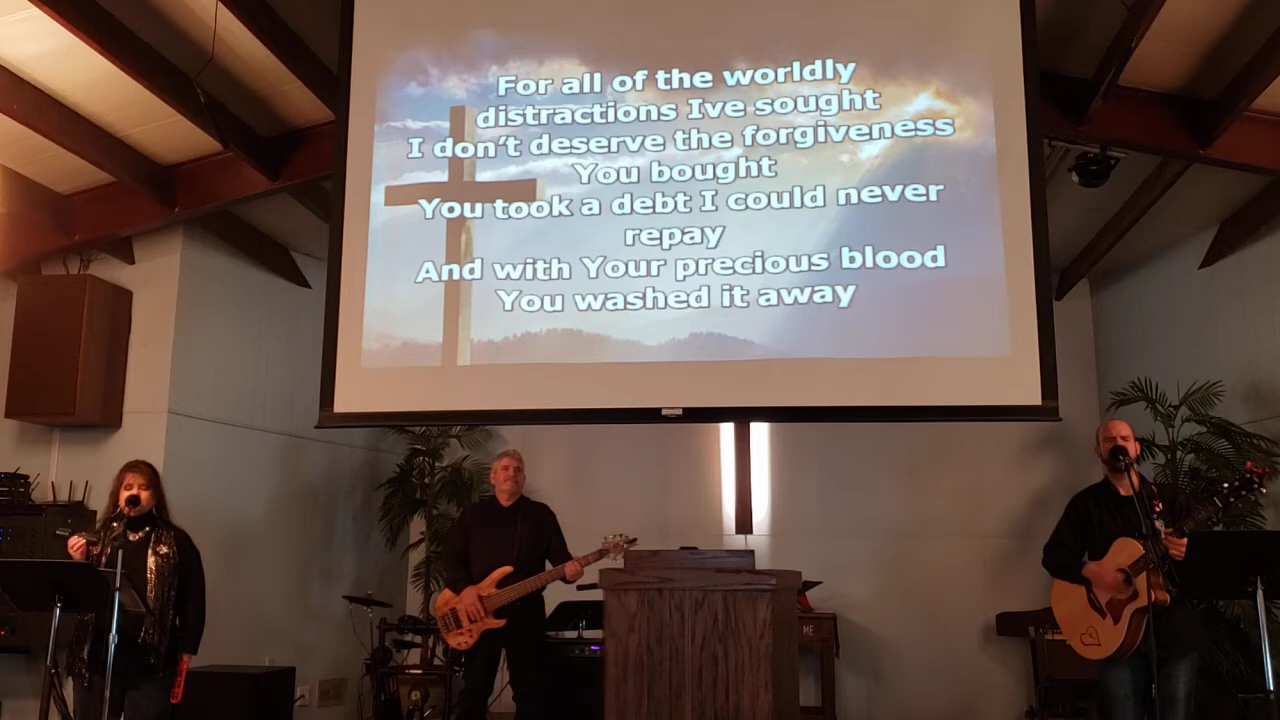 For all of the worldly
distractions Ive sought
I don't deserve the forgiveness
You bought
You took a debt I could never
repay
And with Your precious blood
You washed it away
ME